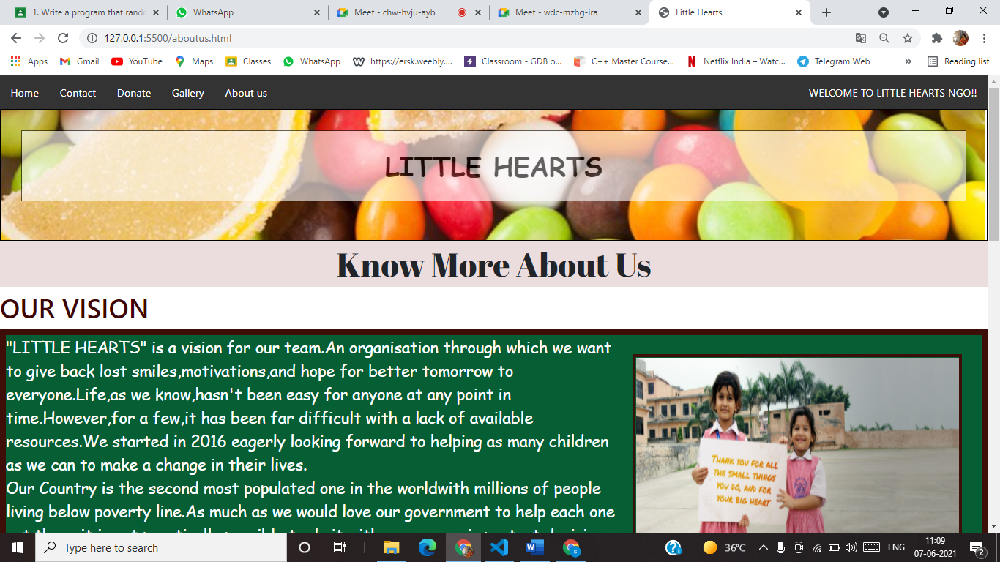 1. Write a program that rando
WhatsApp
Meet - chw-hvju-ayb
Meet - wdc-mzhg-ira
Little Hearts
127.0.0.1:5500/aboutus.html
Apps
Gmail
YouTube
Maps
Classes
WhatsApp
https://ersk.weebly....
Classroom - GDB o...
C++ Master Course...
Netflix India – Watc...
Telegram Web
»
Reading list
Home
Contact
Donate
Gallery
About us
WELCOME TO LITTLE HEARTS NGO!!
LITTLE HEARTS
Know More About Us
OUR VISION
"LITTLE HEARTS" is a vision for our team.An organisation through which we want
to give back lost smiles,motivations,and hope for better tomorrow to
everyone.Life,as we know,hasn't been easy for anyone at any point in
time.However,for a few,it has been far difficult with a lack of available
resources.We started in 2016 eagerly looking forward to helping as many children
as we can to make a change in their lives.
Our Country is the second most populated one in the worldwith millions of people
living below poverty line.As much as we would love our government to help each one
THANK YOU FOR ALL
THE SMALL THINGS
YOU DO, AND FOR
YOUR BIG HEART
Type here to search
36°C
ENG
11:09
07-06-2021
2